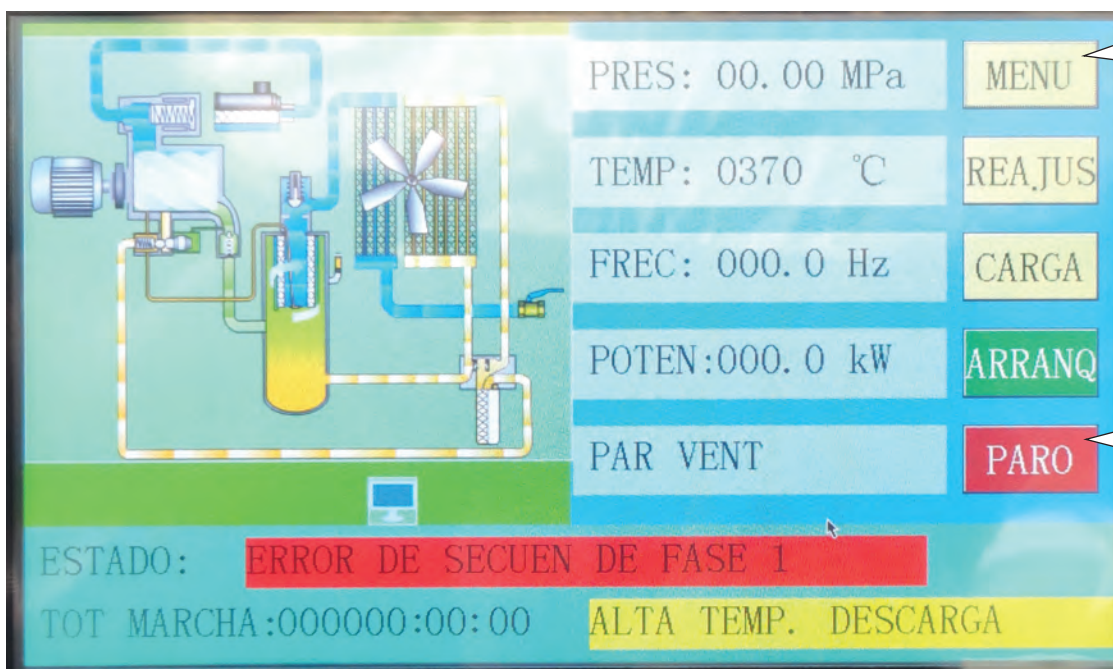 PRES: 00.00 MPa
MENU
TEMP: 0370 ℃
REAJUS
FREC: 000.0 Hz
CARGA
POTEN:000.0 kW
ARRANQ
PAR VENT
PARO
ESTADO: ERROR DE SECUEN DE FASE 1
TOT MARCHA:000000:00:00
ALTA TEMP. DESCARGA